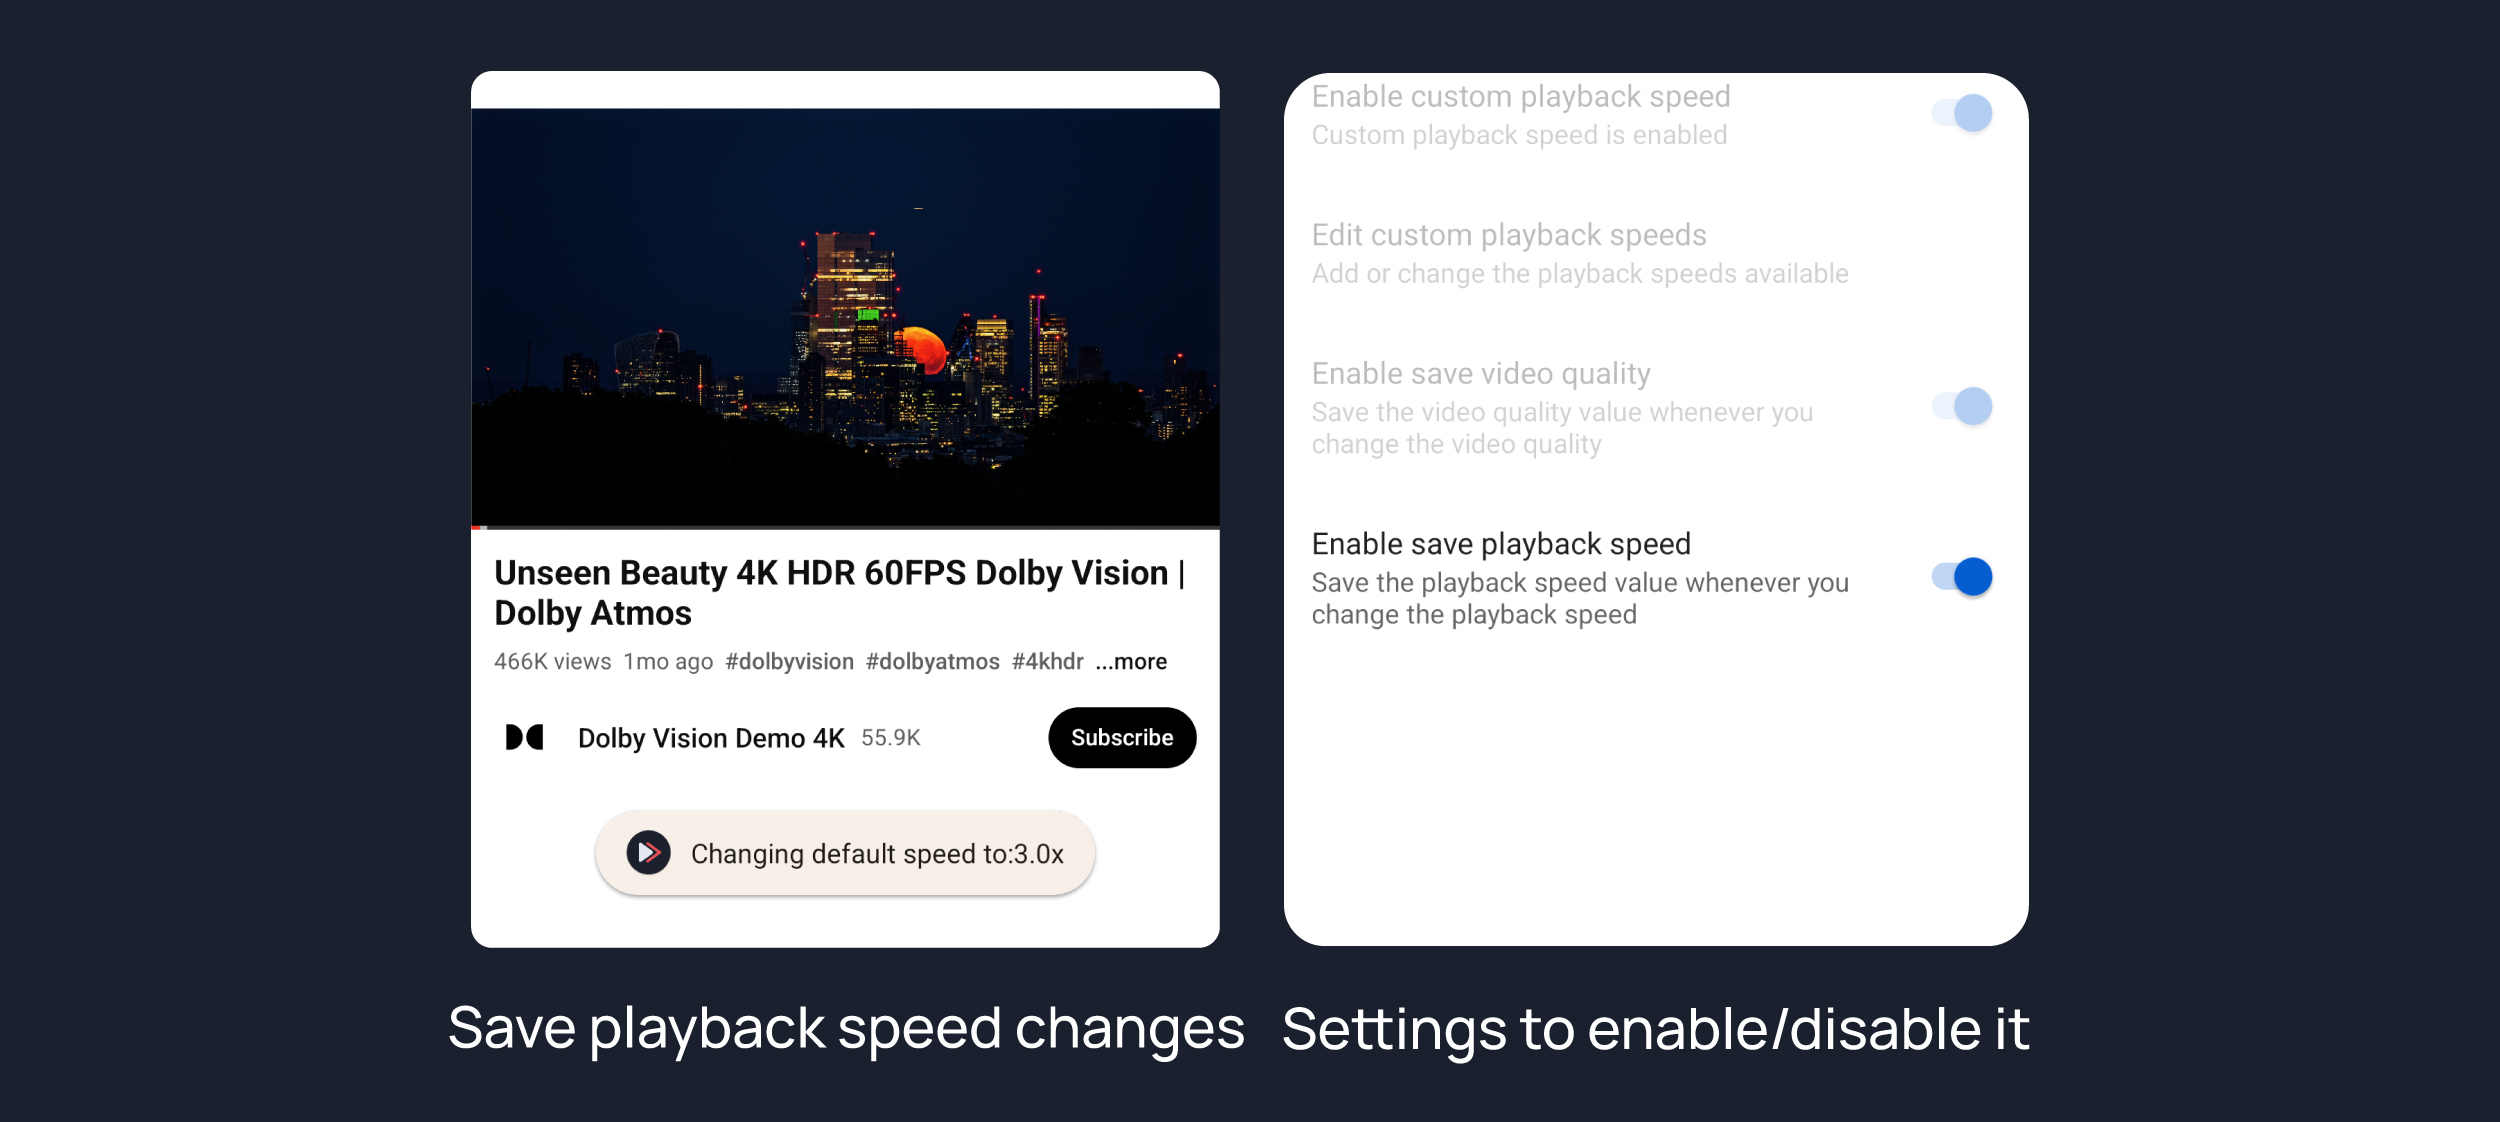 Unseen Beauty 4K HDR 60FPS Dolby Vision |
Dolby Atmos
466K views 1mo ago #dolbyvision #dolbyatmos #4khdr ...more
Dolby Vision Demo 4K 55.9K
Subscribe
Changing default speed to:3.0x
Save playback speed changes
Enable custom playback speed
Custom playback speed is enabled
Edit custom playback speeds
Add or change the playback speeds available
Enable save video quality
Save the video quality value whenever you
change the video quality
Enable save playback speed
Save the playback speed value whenever you
change the playback speed
Settings to enable/disable it